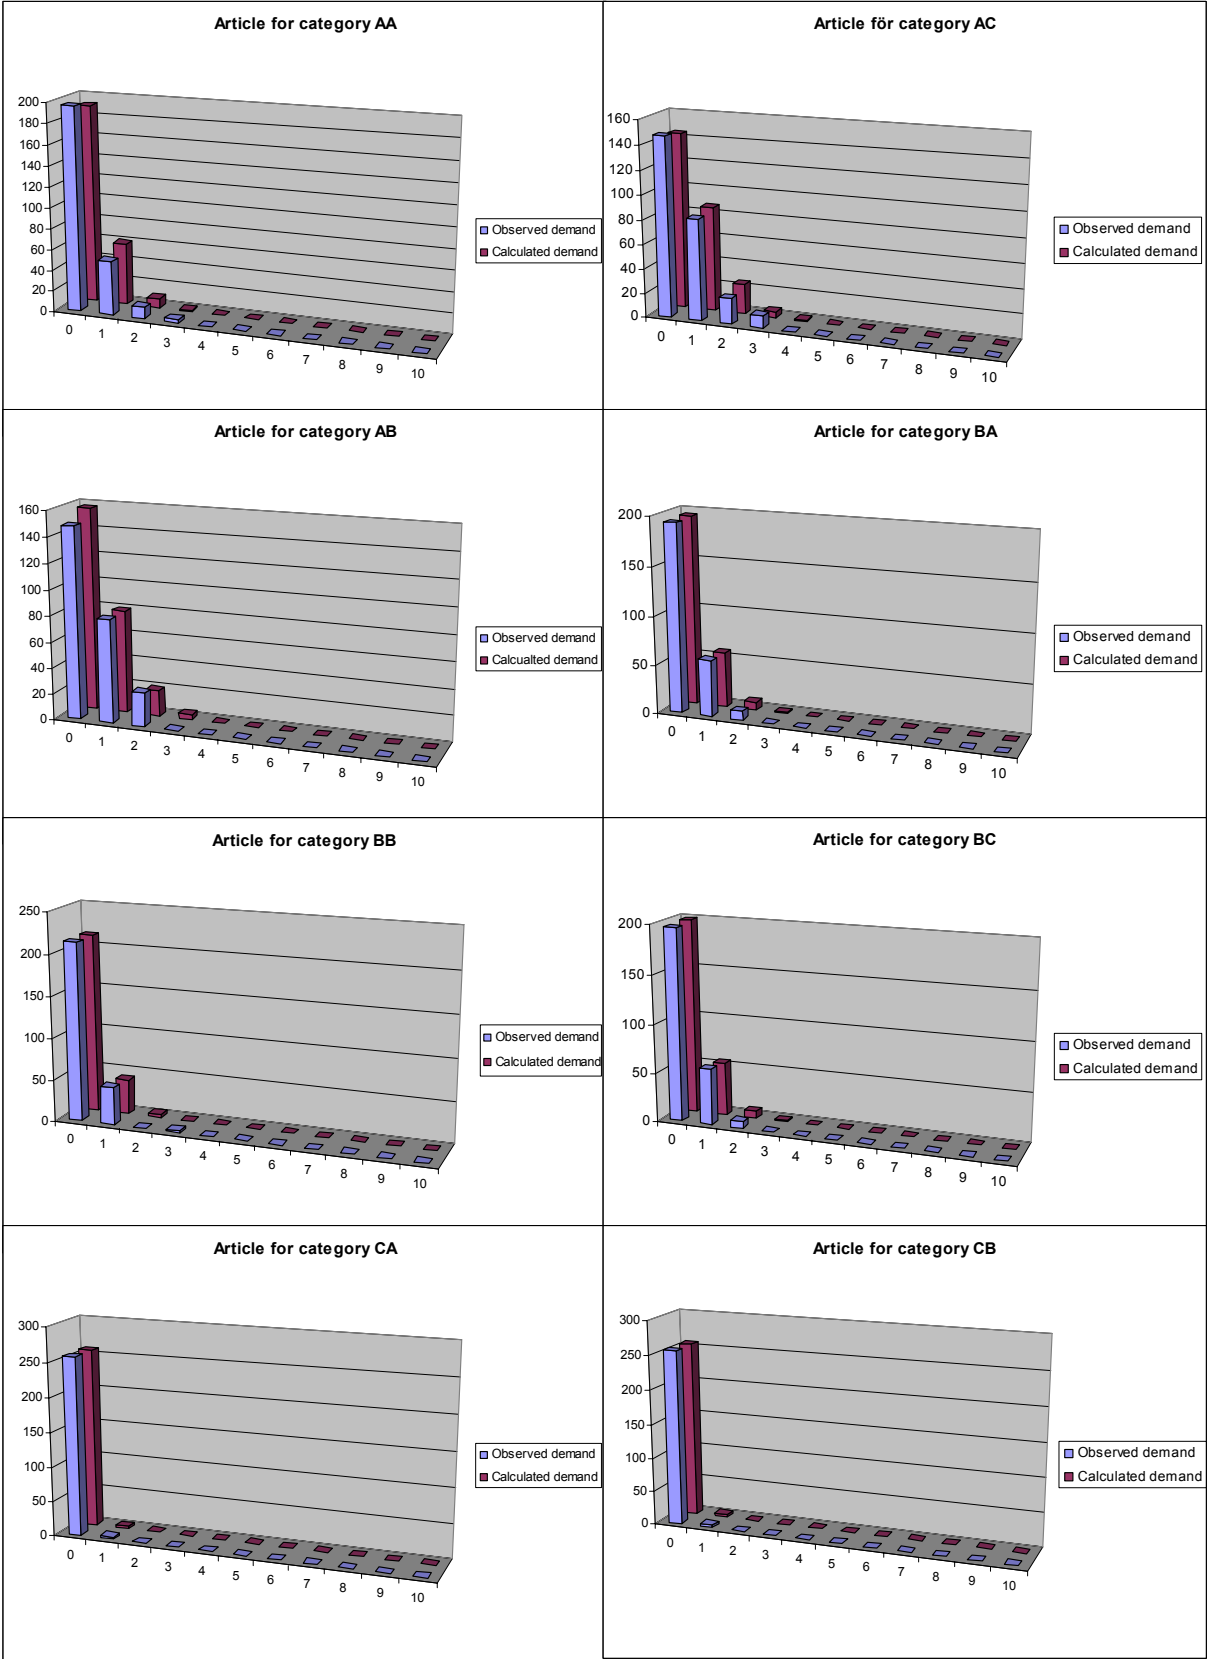 Article for category AA
200
180
160
140
120
100
80
60
40
20
0
0 1 2 3 4 5 6 7 8 9 10
Observed demand
Calculated demand
Article för category AC
160
140
120
100
80
60
40
20
0
0 1 2 3 4 5 6 7 8 9 10
Observed demand
Calculated demand
Article for category AB
160
140
120
100
80
60
40
20
0
0 1 2 3 4 5 6 7 8 9 10
Observed demand
Calcualted demand
Article for category BA
200
150
100
50
0
0 1 2 3 4 5 6 7 8 9 10
Observed demand
Calculated demand
Article for category BB
250
200
150
100
50
0
0 1 2 3 4 5 6 7 8 9 10
Observed demand
Calculated demand
Article for category BC
200
150
100
50
0
0 1 2 3 4 5 6 7 8 9 10
Observed demand
Calculated demand
Article for category CA
300
250
200
150
100
50
0
0 1 2 3 4 5 6 7 8 9 10
Observed demand
Calculated demand
Article for category CB
300
250
200
150
100
50
0
0 1 2 3 4 5 6 7 8 9 10
Observed demand
Calculated demand